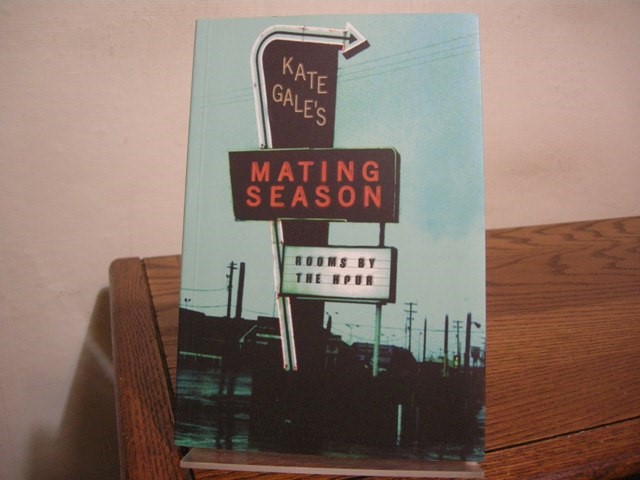 KATE
GALE'S
MATING
SEASON
ROOMS BY
THE HOUR